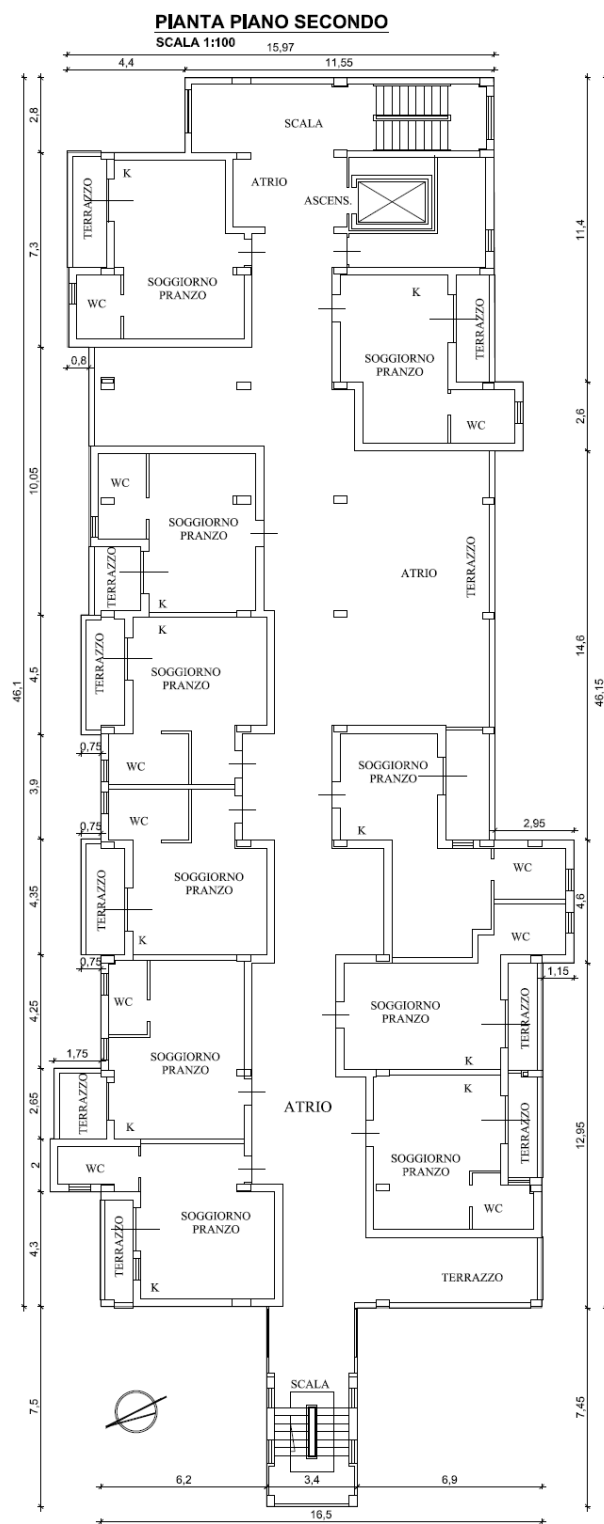 PIANTA PIANO SECONDO
SCALA 1:100
15,97
4,4
11,55
2,8
SCALA
K
ATRIO
ASCENS.
TERRAZZO
11,4
7,3
SOGGIORNO
PRANZO
WC
K
TERRAZZO
SOGGIORNO
PRANZO
0,8
WC
2,6
10,05
WC
SOGGIORNO
PRANZO
ATRIO
TERRAZZO
TERRAZZO
K
K
46,1
46,15
14,6
4,5
TERRAZZO
SOGGIORNO
PRANZO
0,75
WC
SOGGIORNO
PRANZO
3,9
WC
K
0,75
2,95
4,35
TERRAZZO
SOGGIORNO
PRANZO
WC
4,6
K
WC
0,75
1,15
4,25
WC
SOGGIORNO
PRANZO
TERRAZZO
SOGGIORNO
PRANZO
K
1,75
K
2,65
TERRAZZO
K
ATRIO
TERRAZZO
12,95
SOGGIORNO
PRANZO
2
WC
WC
4,3
TERRAZZO
SOGGIORNO
PRANZO
K
TERRAZZO
ATRIO
SCALA
7,5
7,45
6,2
3,4
6,9
16,5